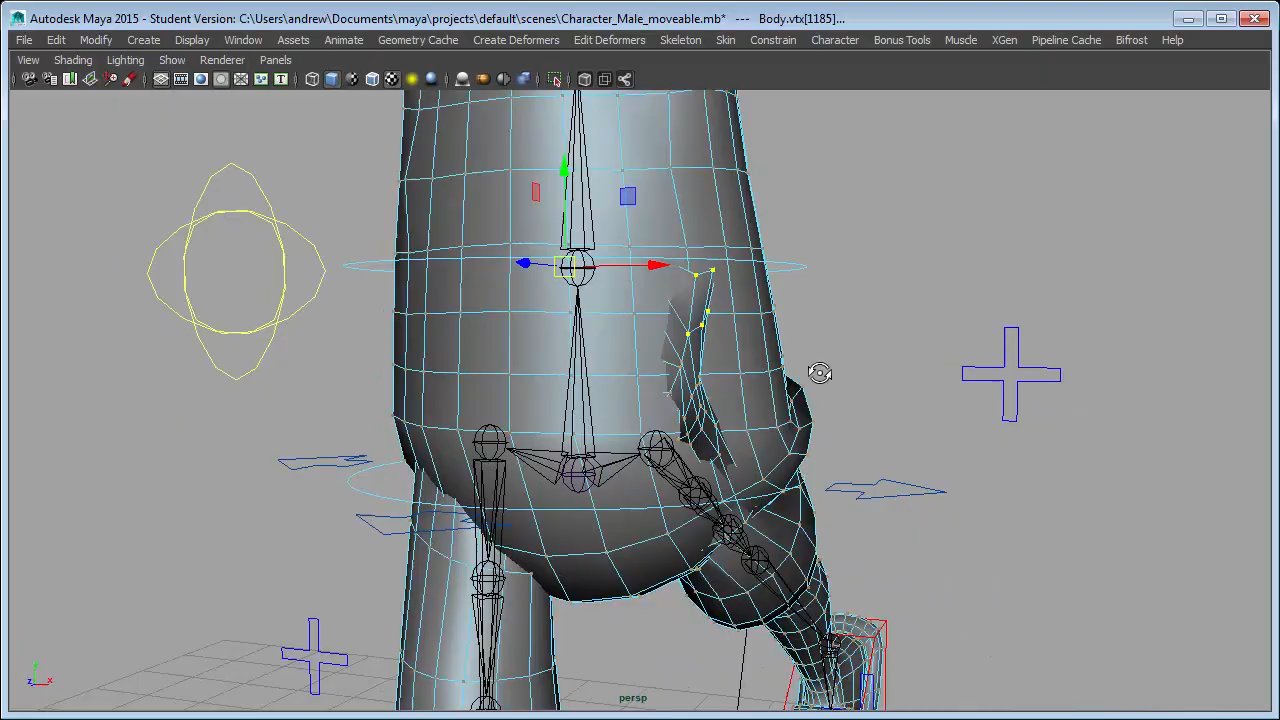 Autodesk Maya 2015 - Student Version: C:\Users\andrew\Documents\maya\projects\default\scenes\Character_Male_moveable.mb* --- Body.vtx[1185]...
File Edit Modify Create Display Window Assets Animate Geometry Cache Create Deformers Edit Deformers Skeleton Skin Constrain Character Bonus Tools Muscle XGen Pipeline Cache Bifrost Help
View Shading Lighting Show Renderer Panels
T
y
z x
persp